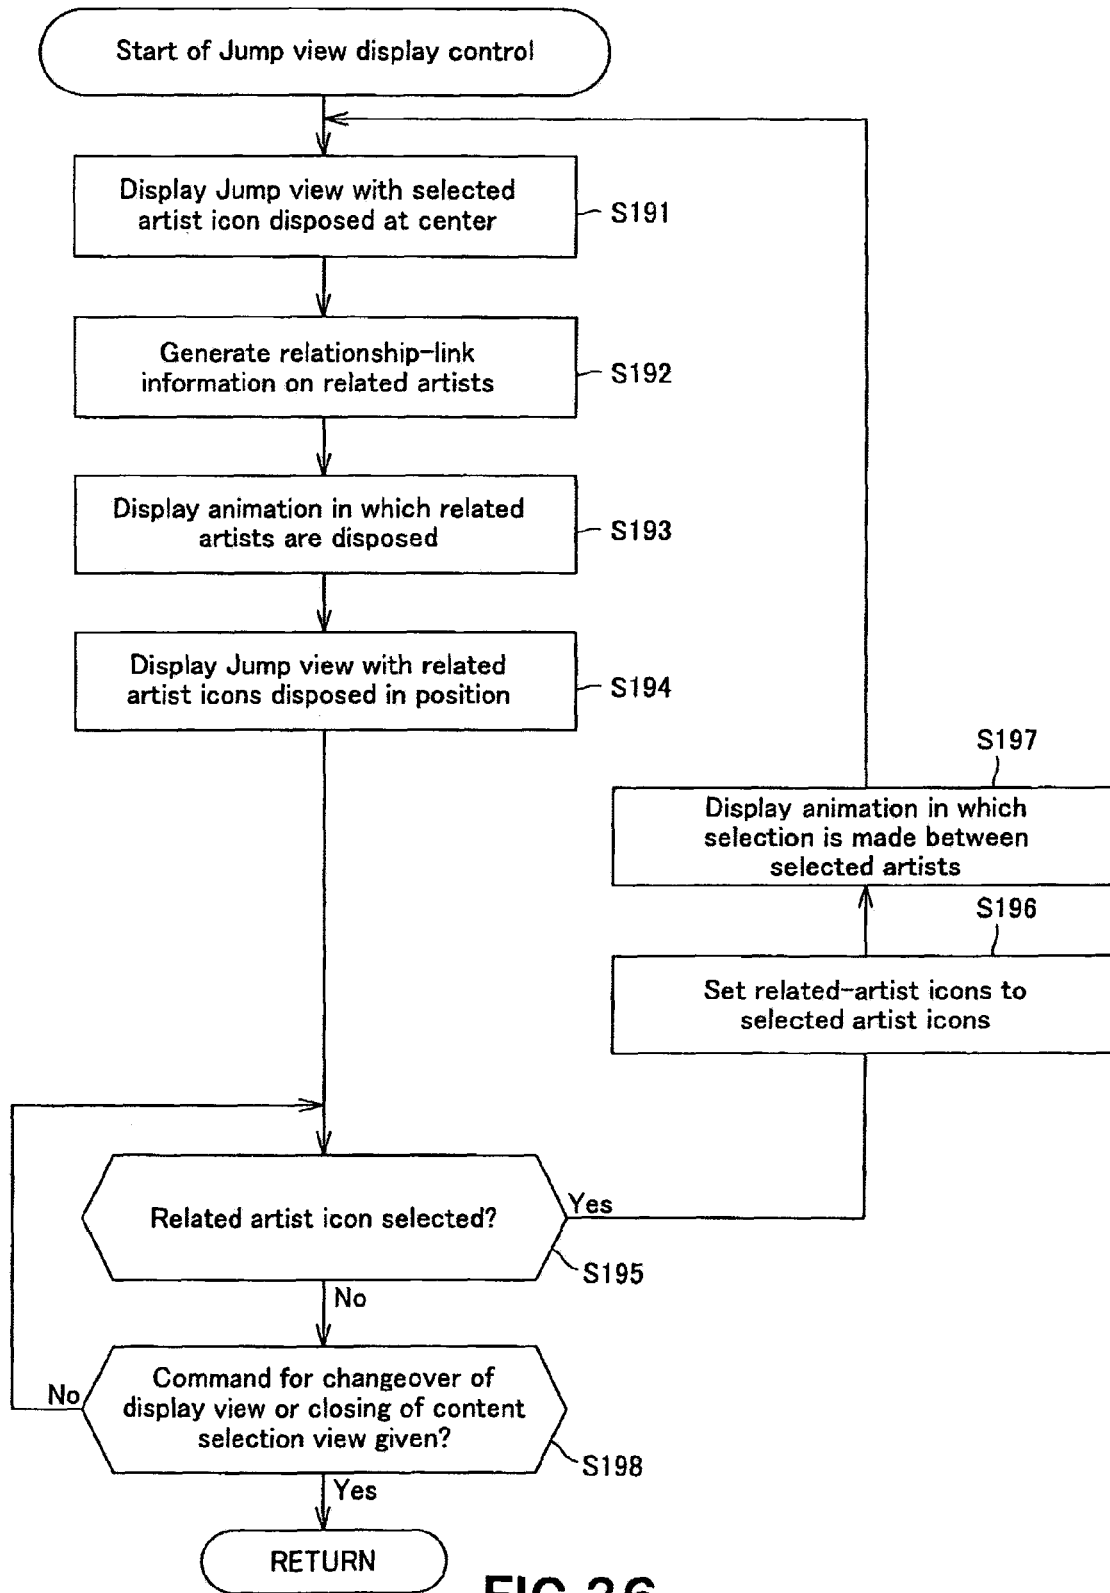 Start of Jump view display control
Display Jump view with selected
artist icon disposed at center
S191
Generate relationship-link
information on related artists
S192
Display animation in which related
artists are disposed
S193
Display Jump view with related
artist icons disposed in position
S194
S197
Display animation in which
selection is made between
selected artists
S196
Set related-artist icons to
selected artist icons
Related artist icon selected?
Yes
S195
No
Command for changeover of
display view or closing of content
selection view given?
No
S198
Yes
RETURN
FIG.36